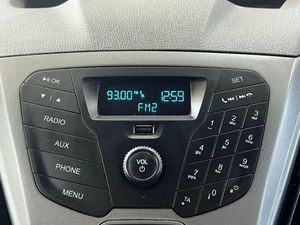 OK
SET
93.00 12:59
FM2
RADIO
AUX
PHONE
MENU
VOL
1 2 3
4 5 6
7 8 9
* 0
TA